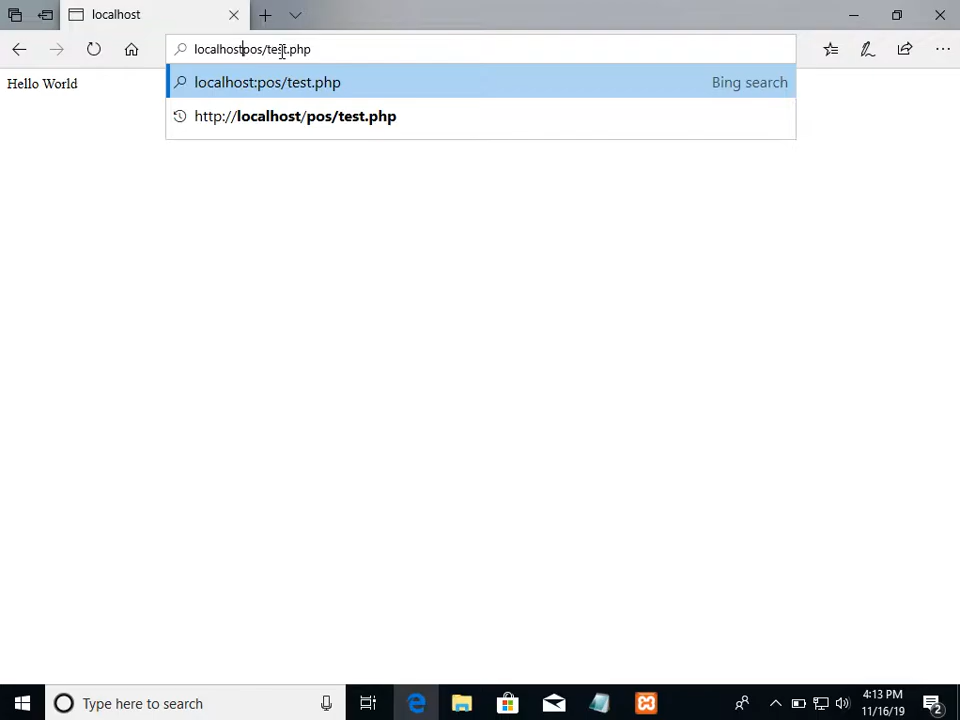 localhost
localhostpos/test.php
localhost:pos/test.php Bing search
http://localhost/pos/test.php
Hello World
Type here to search
4:13 PM
11/16/19
2